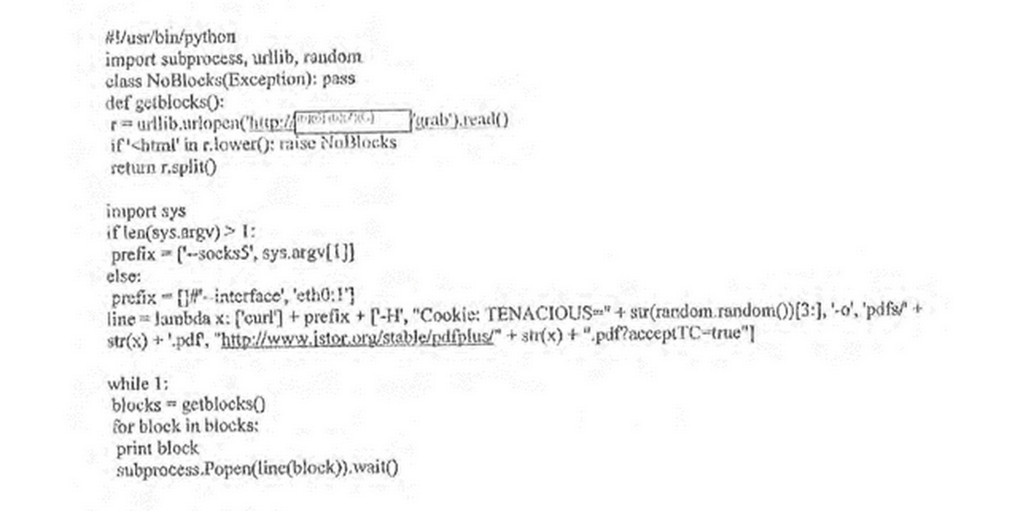 #!/usr/bin/python
import subprocess, urllib, random
class NoBlocks(Exception): pass
def getblocks():
r = urllib.urlopen('http:// /grab').read()
if '<html' in r.lower(): raise NoBlocks
return r.split()
import sys
if len(sys.argv) > 1:
prefix = ['--socks5', sys.argv[1]]
else:
prefix = []#'--interface', 'eth0:1']
line = lambda x: ['curl'] + prefix + ['-H', "Cookie: TENACIOUS=" + str(random.random())[3:], '-o', 'pdfs/' +
str(x) + '.pdf', "http://www.jstor.org/stable/pdfplus/" + str(x) + ".pdf?acceptTC=true"]
while 1:
blocks = getblocks()
for block in blocks:
print block
subprocess.Popen(line(block)).wait()